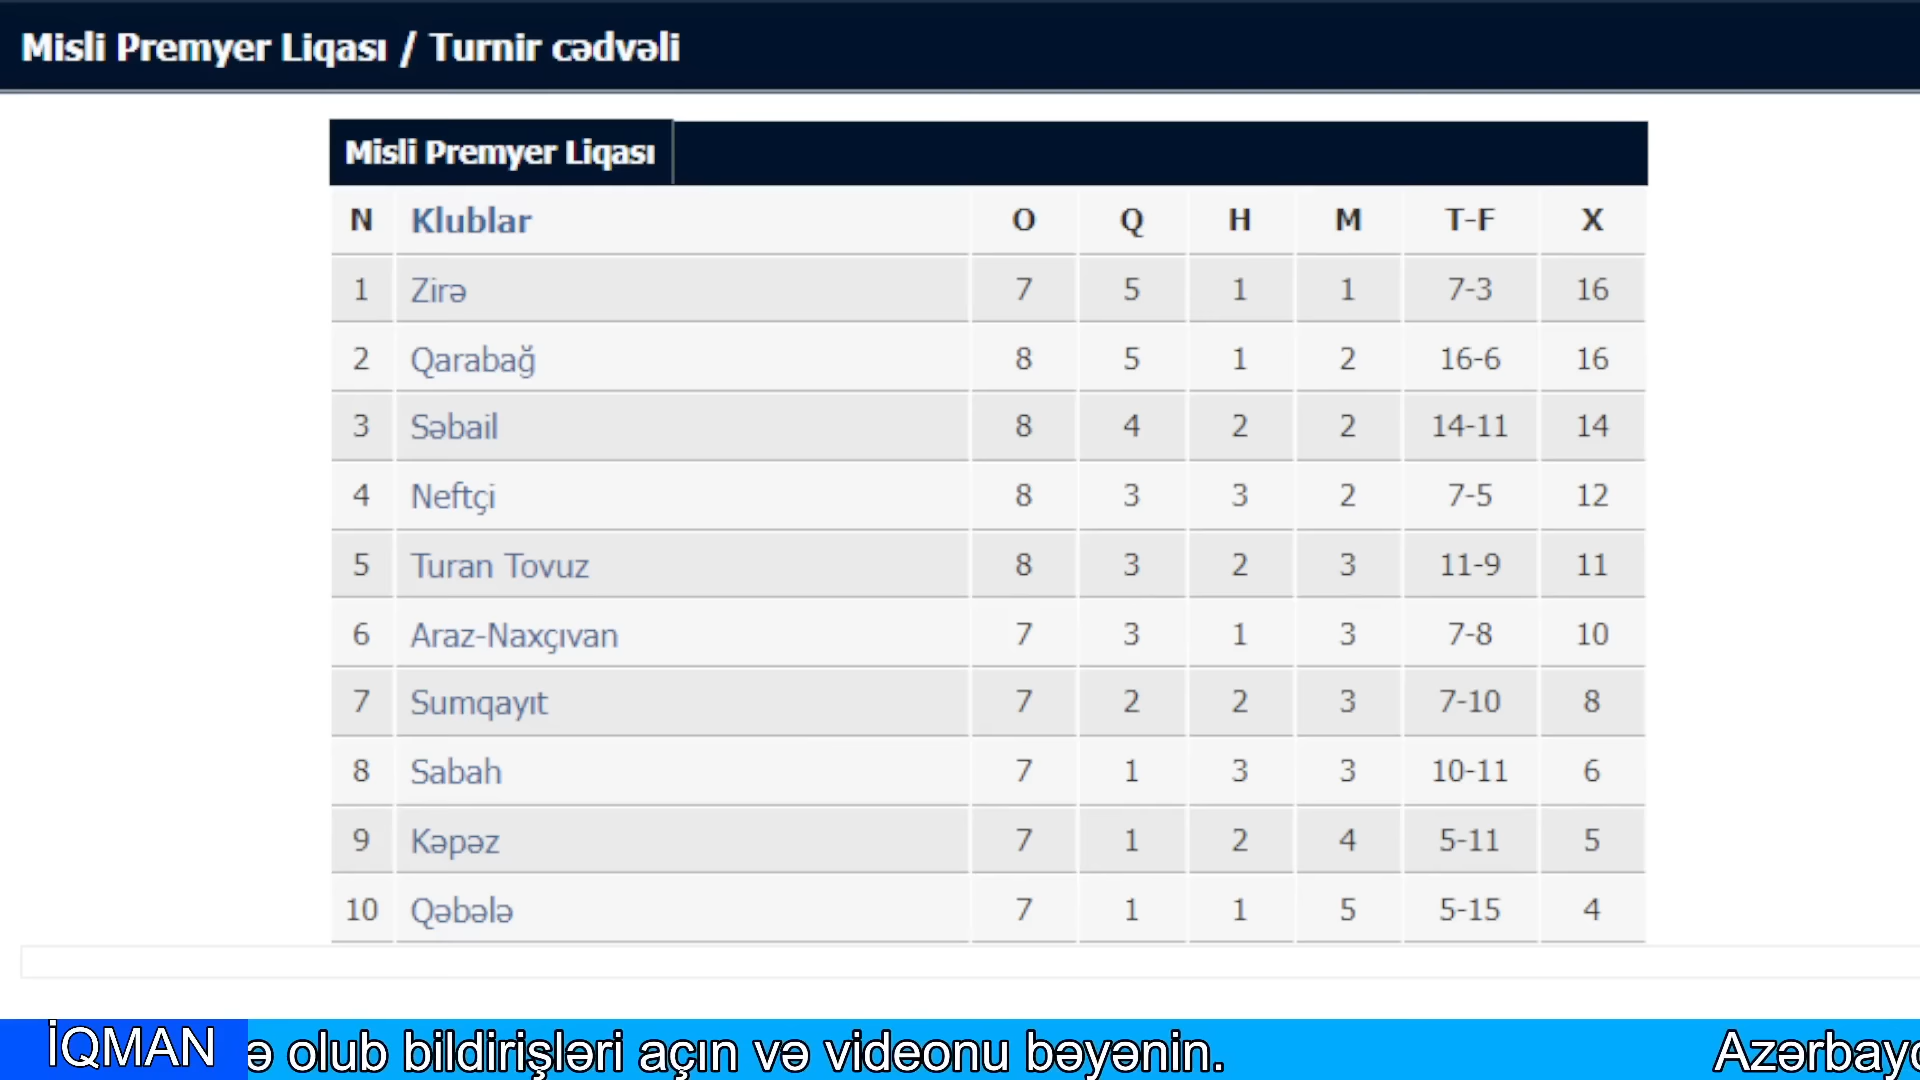 Misli Premyer Liqası / Turnir cədvəli
Misli Premyer Liqası
N Klublar O Q H M T-F X
1 Zirə 7 5 1 1 7-3 16
2 Qarabağ 8 5 1 2 16-6 16
3 Səbail 8 4 2 2 14-11 14
4 Neftçi 8 3 3 2 7-5 12
5 Turan Tovuz 8 3 2 3 11-9 11
6 Araz-Naxçıvan 7 3 1 3 7-8 10
7 Sumqayıt 7 2 2 3 7-10 8
8 Sabah 7 1 3 3 10-11 6
9 Kəpəz 7 1 2 4 5-11 5
10 Qəbələ 7 1 1 5 5-15 4
İQMAN ə olub bildirişləri açın və videonu bəyənin.